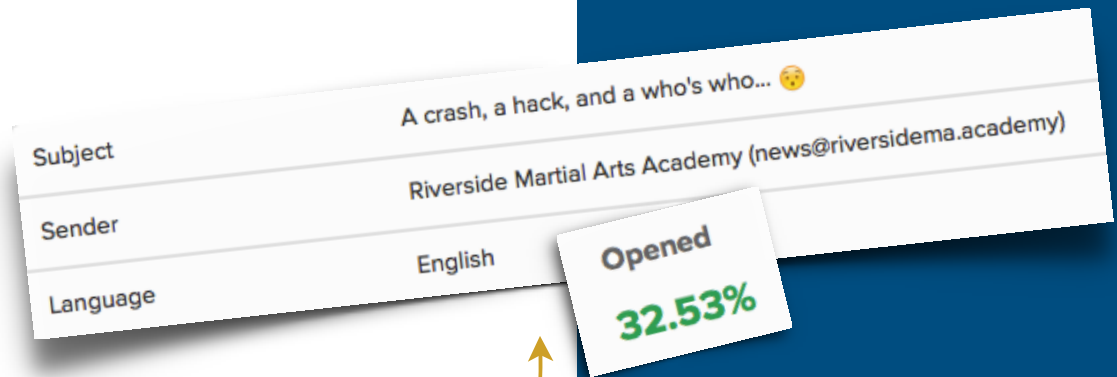 Subject A crash, a hack, and a who's who... 😯
Sender Riverside Martial Arts Academy (news@riversidema.academy)
Language English
Opened
32.53%